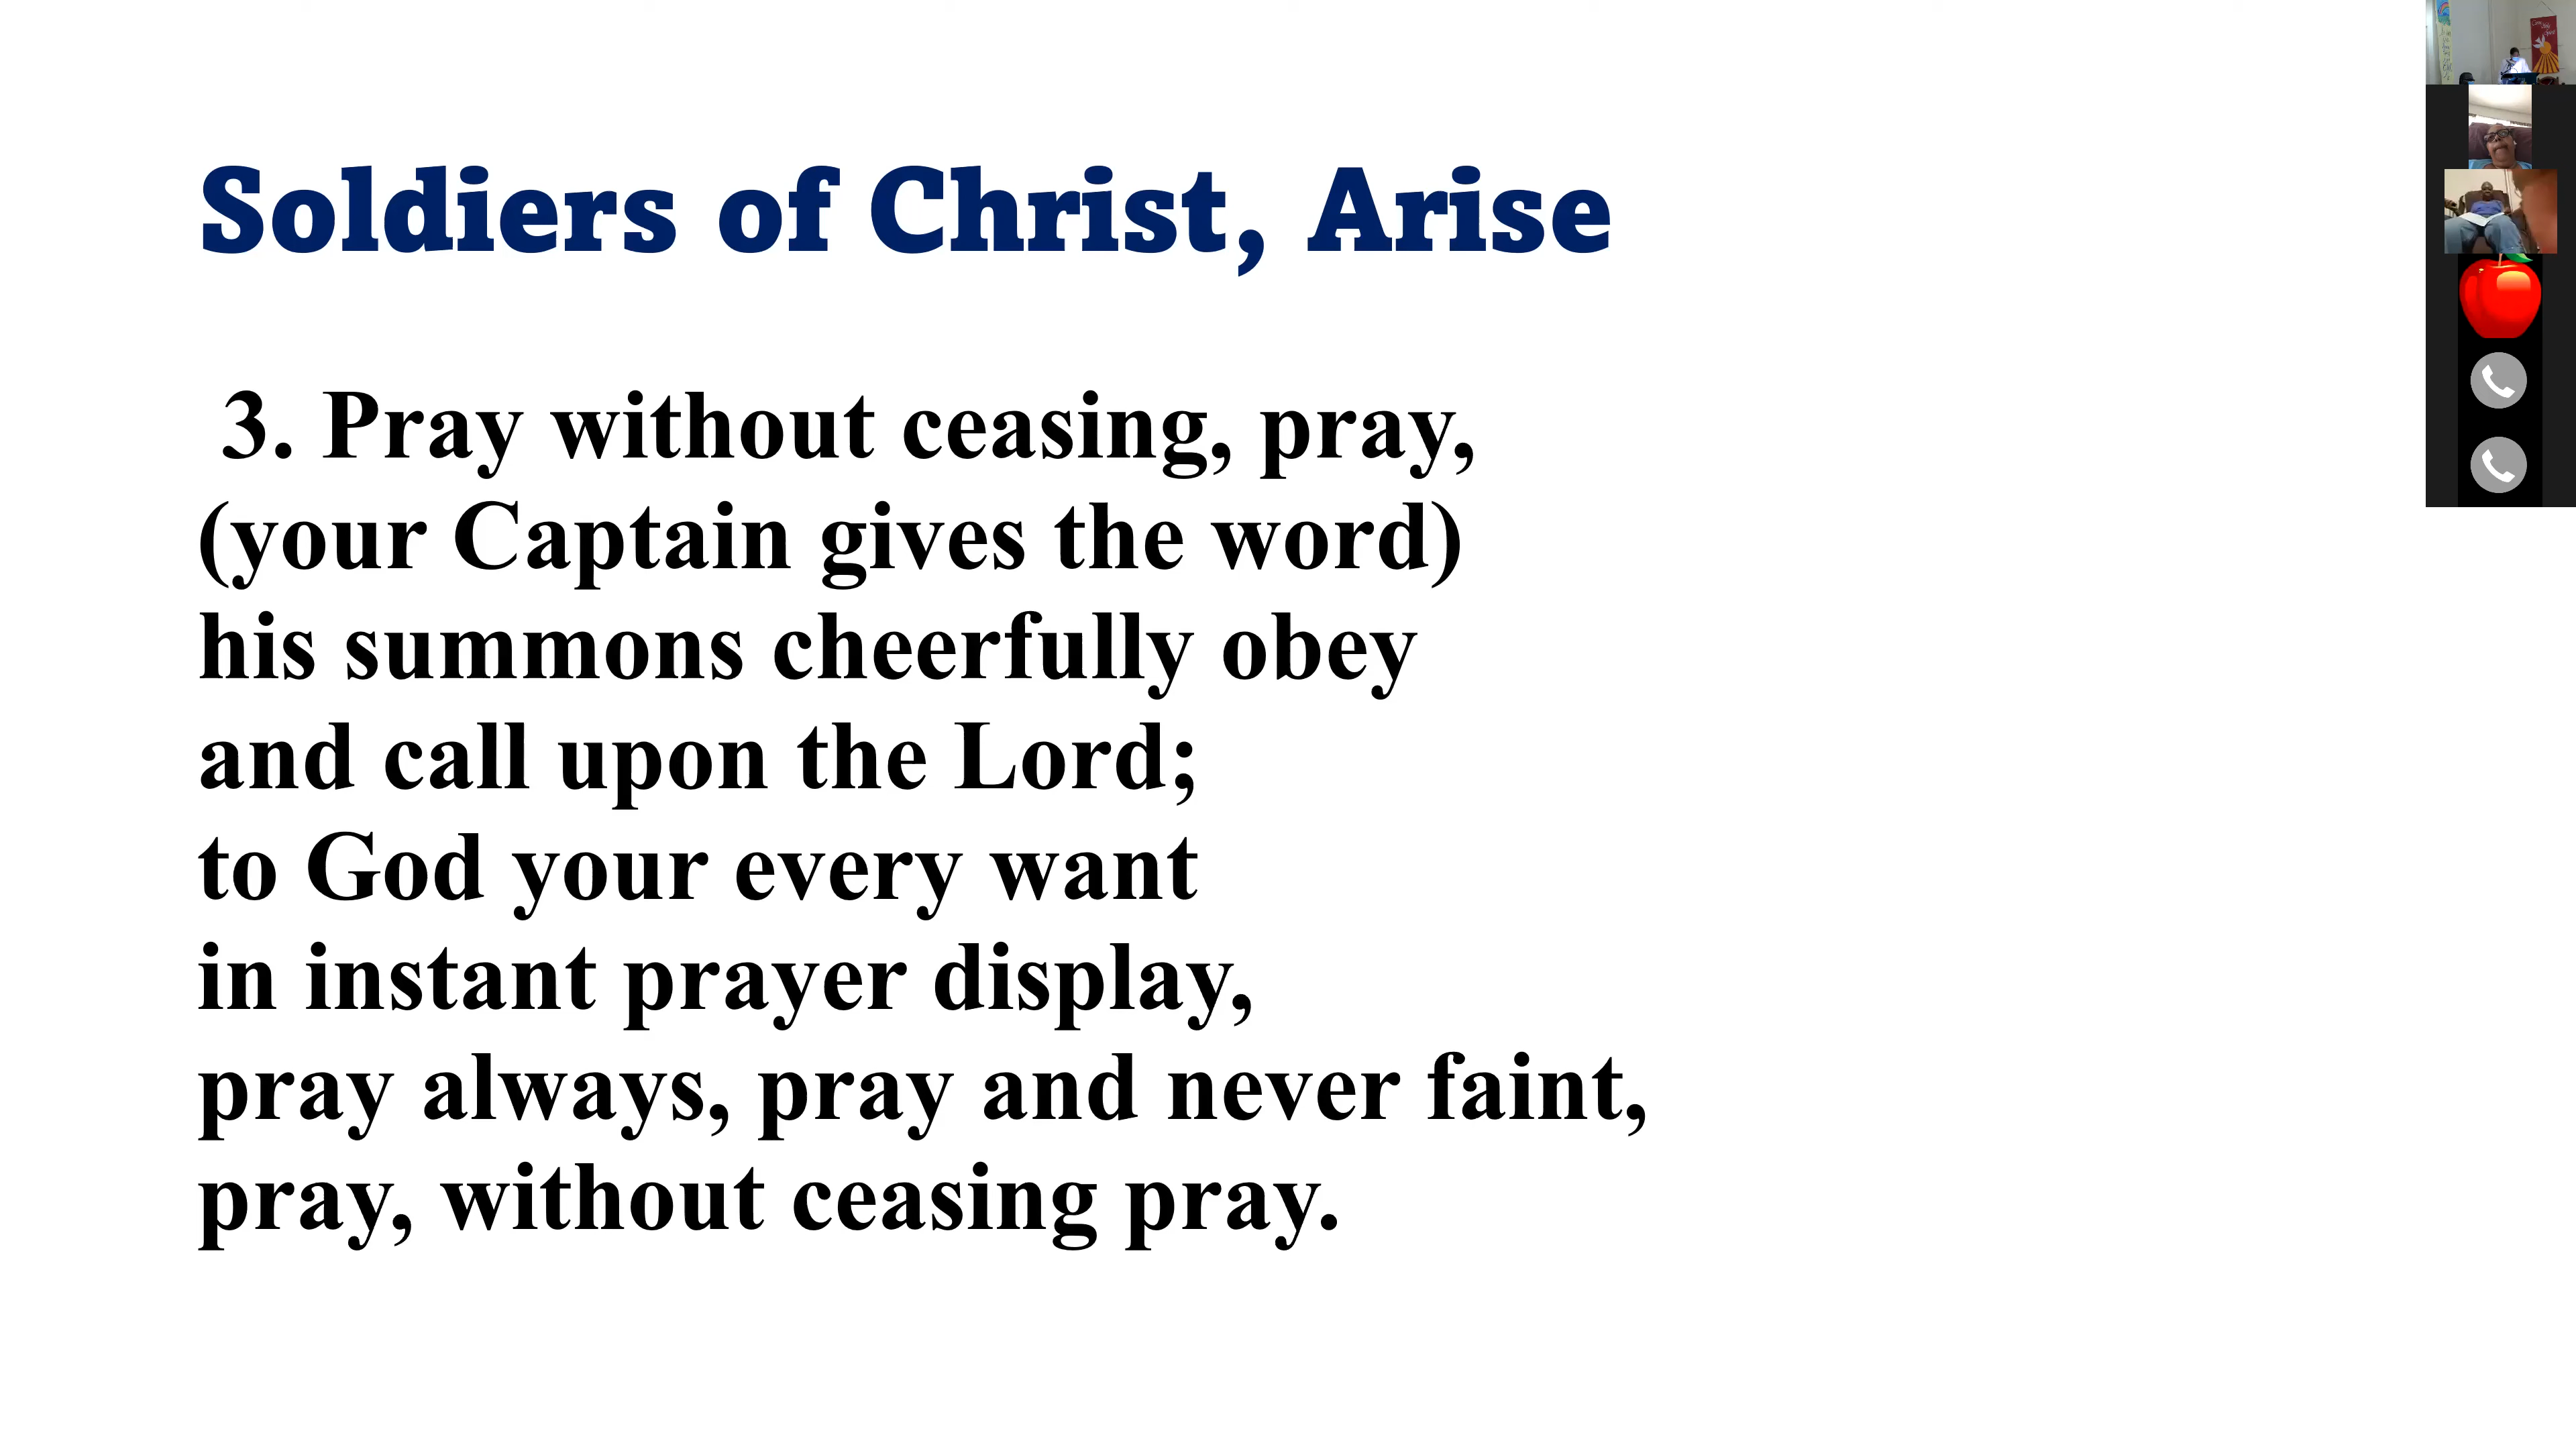 Soldiers of Christ, Arise
3. Pray without ceasing, pray,
(your Captain gives the word)
his summons cheerfully obey
and call upon the Lord;
to God your every want
in instant prayer display,
pray always, pray and never faint,
pray, without ceasing pray.